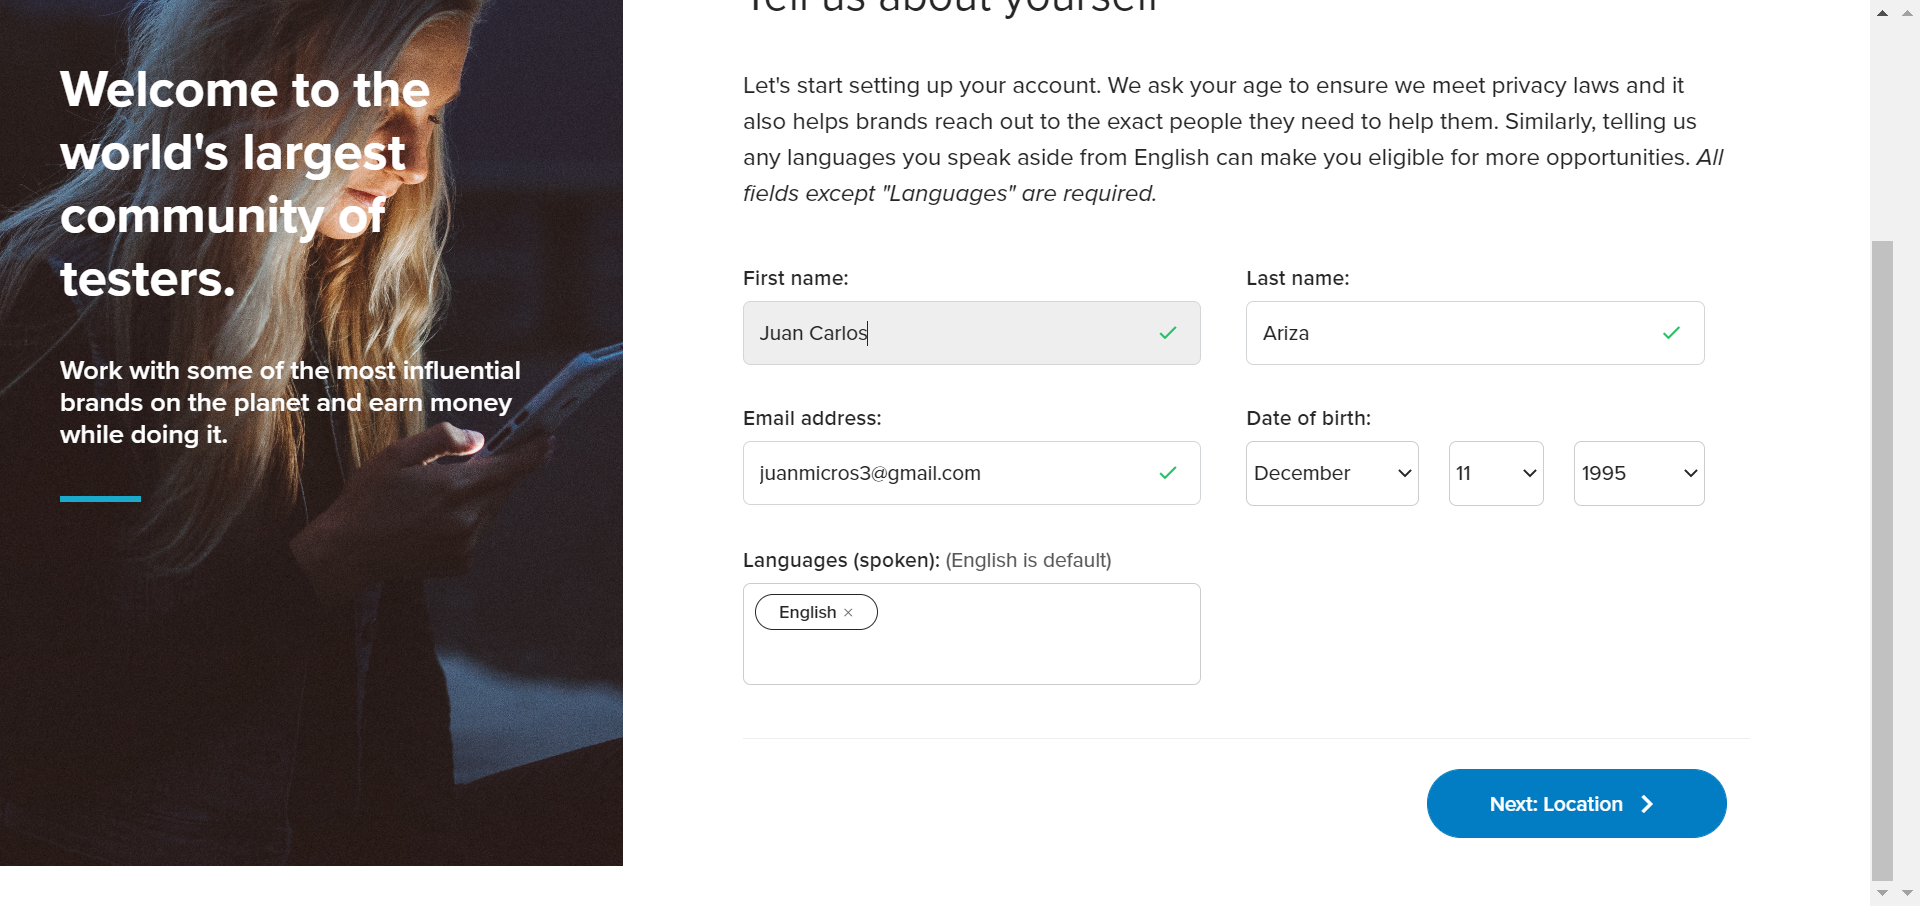 Welcome to the
world's largest
community of
testers.
Work with some of the most influential
brands on the planet and earn money
while doing it.
Tell us about yourself
Let's start setting up your account. We ask your age to ensure we meet privacy laws and it
also helps brands reach out to the exact people they need to help them. Similarly, telling us
any languages you speak aside from English can make you eligible for more opportunities. All
fields except "Languages" are required.
First name:
Last name:
Juan Carlos
Ariza
Email address:
Date of birth:
juanmicros3@gmail.com
December
11
1995
Languages (spoken): (English is default)
English ×
Next: Location